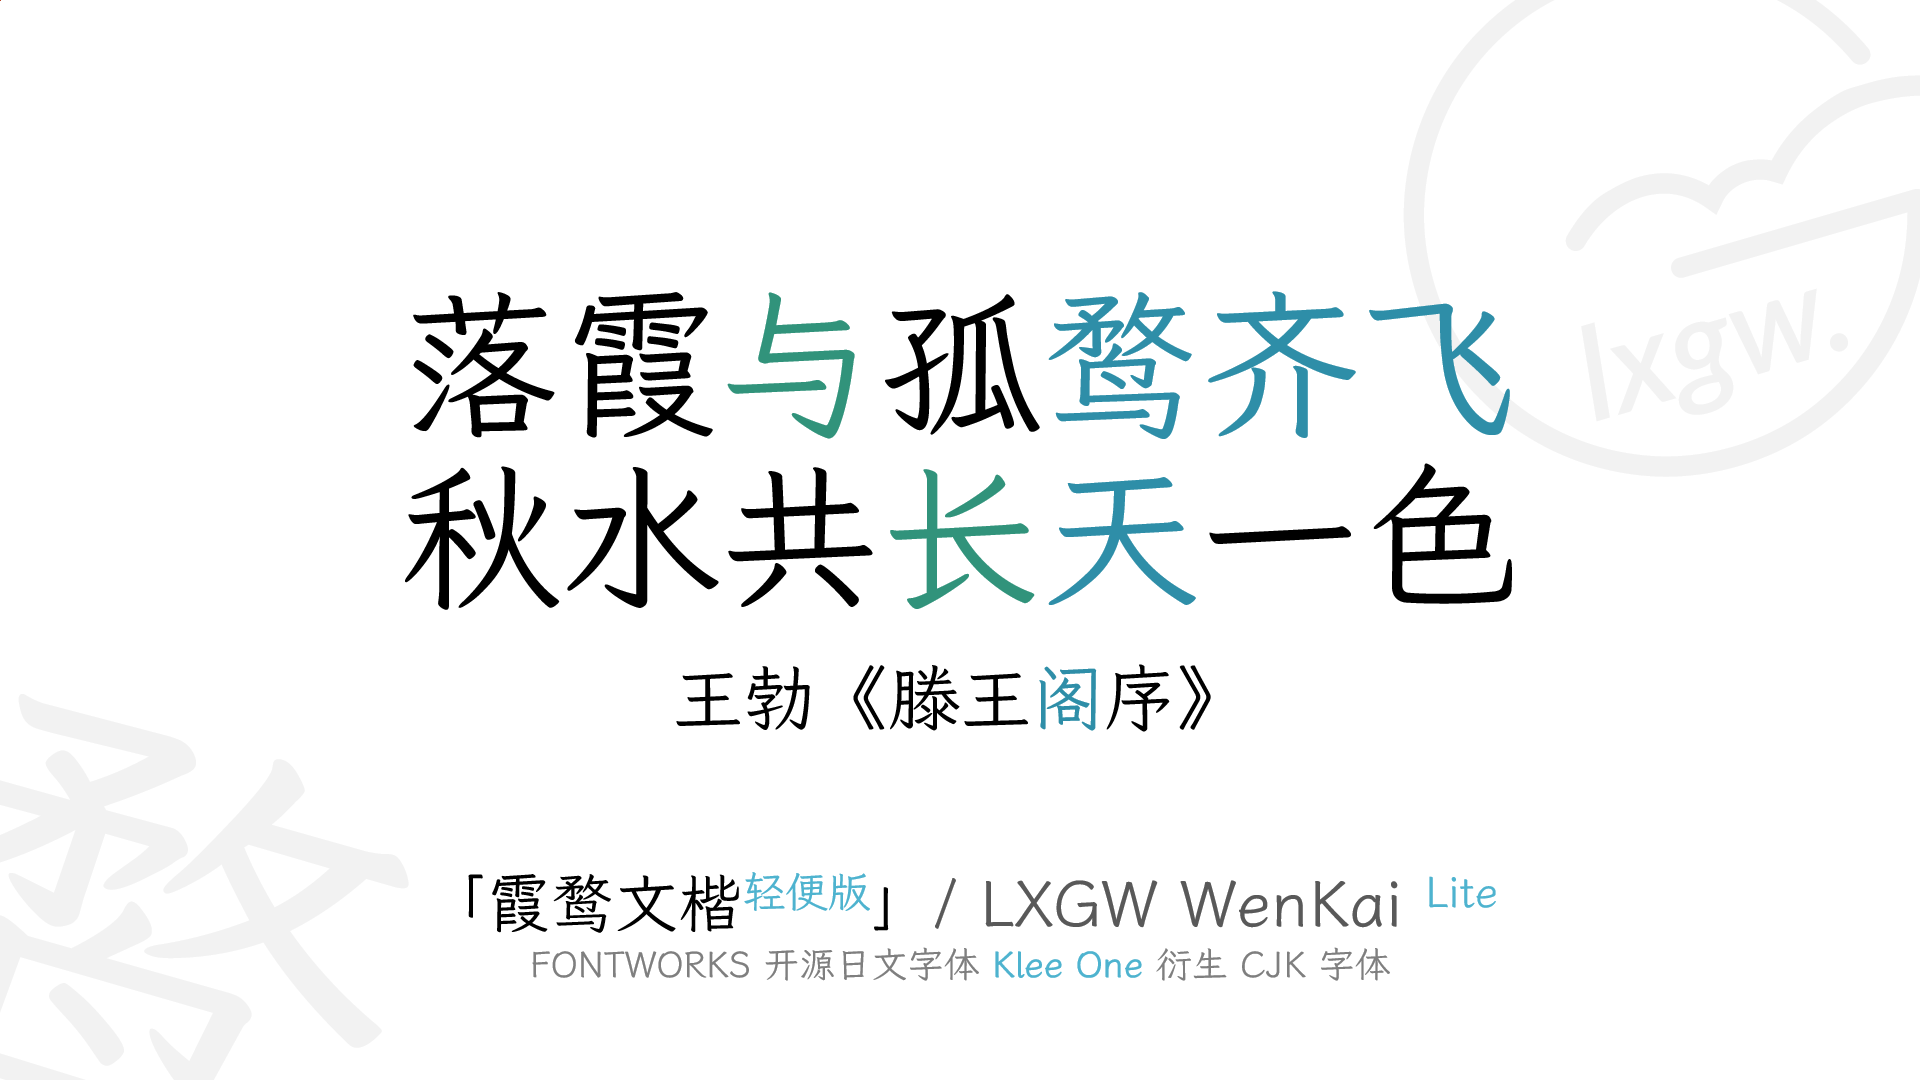 落霞与孤鹜齐飞
秋水共长天一色
王勃《滕王阁序》
「霞鹜文楷轻便版」 / LXGW WenKai Lite
FONTWORKS 开源日文字体 Klee One 衍生 CJK 字体
lxgw.
鹜